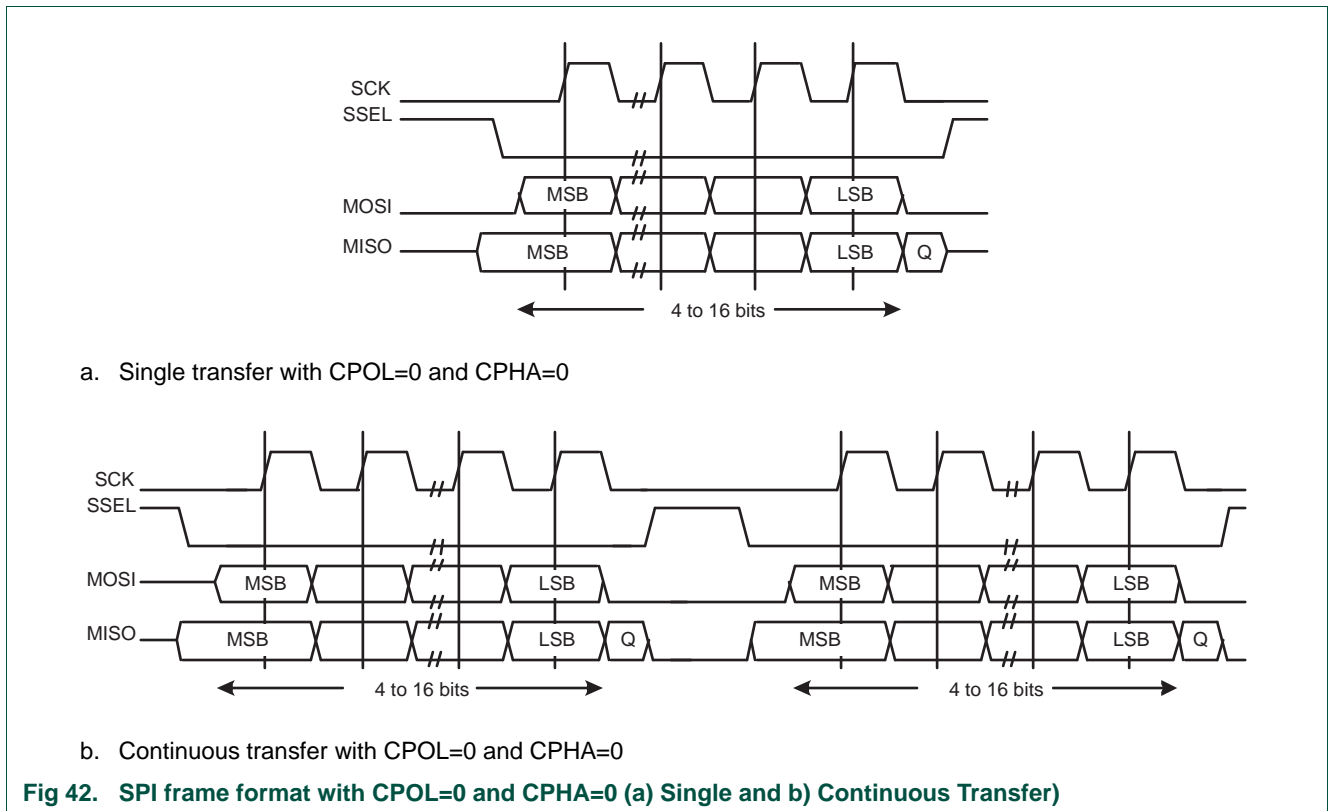 SCK
SSEL
MOSI
MSB
LSB
MISO
MSB
LSB
Q
4 to 16 bits
a. Single transfer with CPOL=0 and CPHA=0
SCK
SSEL
MOSI
MSB
LSB
MSB
LSB
MISO
MSB
LSB
Q
MSB
LSB
Q
4 to 16 bits
4 to 16 bits
b. Continuous transfer with CPOL=0 and CPHA=0
Fig 42. SPI frame format with CPOL=0 and CPHA=0 (a) Single and b) Continuous Transfer)